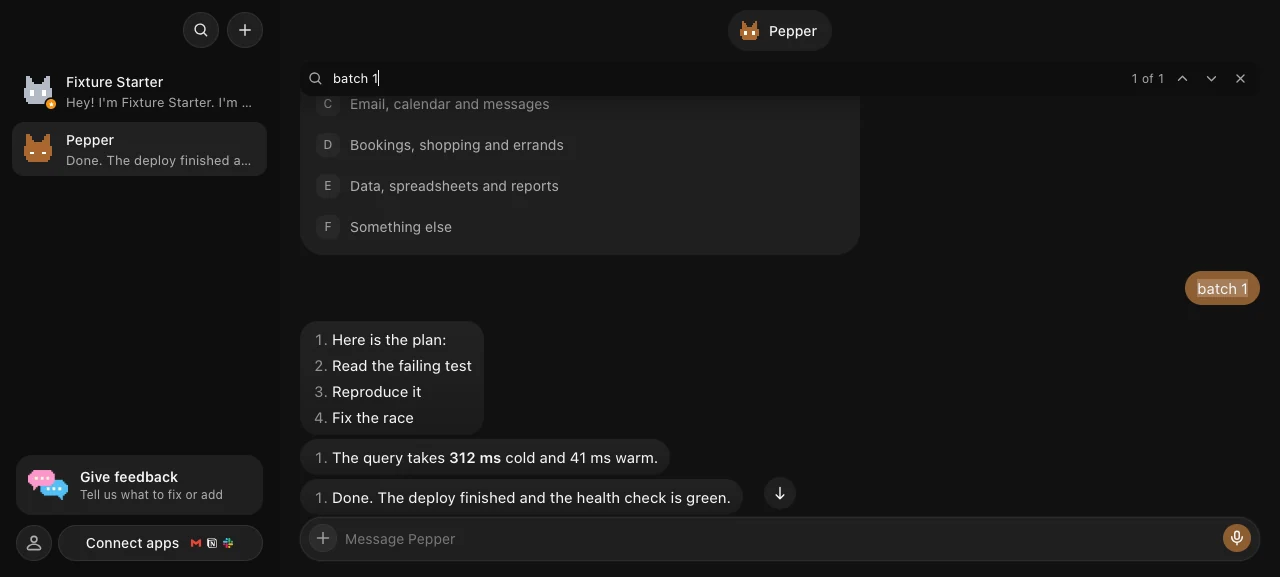 Pepper
Fixture Starter
Hey! I'm Fixture Starter. I'm ...
Pepper
Done. The deploy finished a...
batch 1
1 of 1
C Email, calendar and messages
D Bookings, shopping and errands
E Data, spreadsheets and reports
F Something else
batch 1
1. Here is the plan:
2. Read the failing test
3. Reproduce it
4. Fix the race
1. The query takes 312 ms cold and 41 ms warm.
1. Done. The deploy finished and the health check is green.
Give feedback
Tell us what to fix or add
Connect apps
Message Pepper